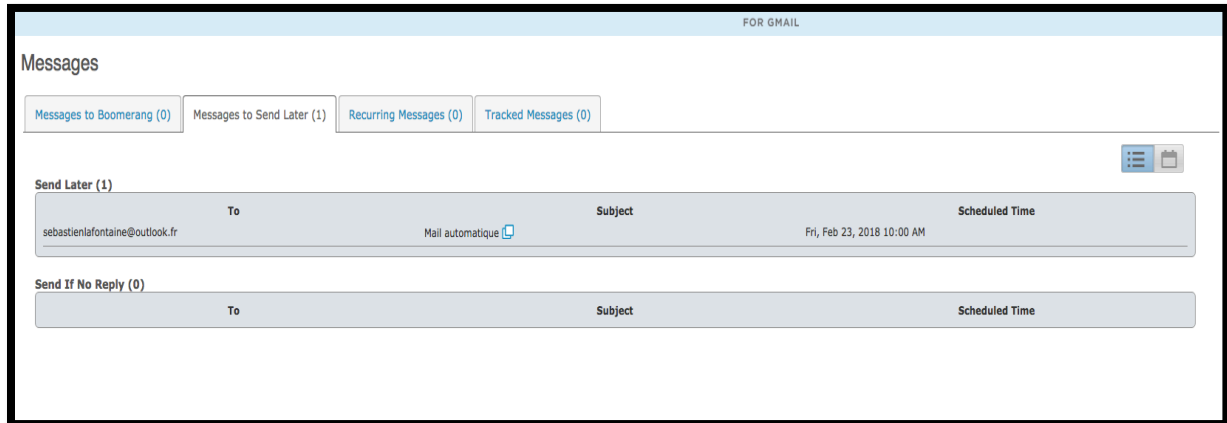 FOR GMAIL
Messages
Messages to Boomerang (0) Messages to Send Later (1) Recurring Messages (0) Tracked Messages (0)
Send Later (1)
To Subject Scheduled Time
sebastienlafontaine@outlook.fr Mail automatique Fri, Feb 23, 2018 10:00 AM
Send If No Reply (0)
To Subject Scheduled Time